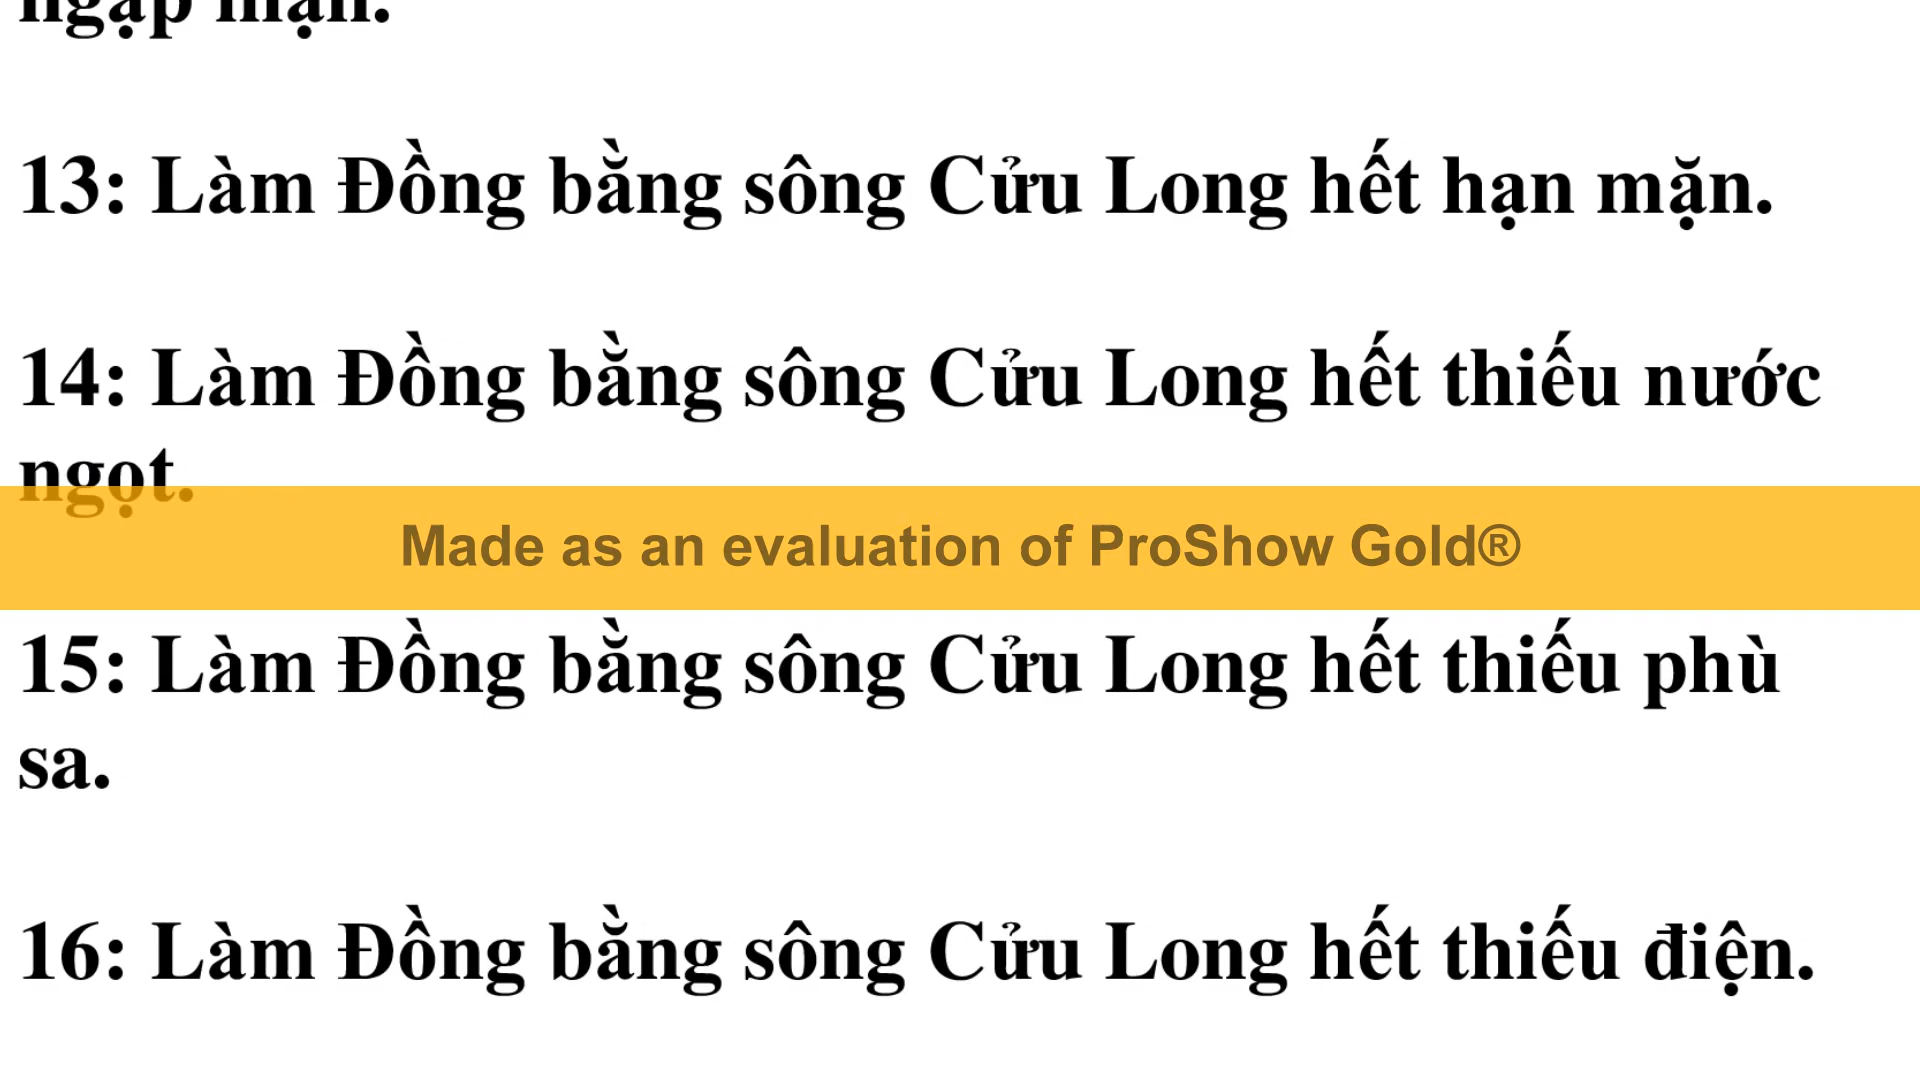 ngập mặn.
13: Làm Đồng bằng sông Cửu Long hết hạn mặn.
14: Làm Đồng bằng sông Cửu Long hết thiếu nước
ngọt.
Made as an evaluation of ProShow Gold®
15: Làm Đồng bằng sông Cửu Long hết thiếu phù
sa.
16: Làm Đồng bằng sông Cửu Long hết thiếu điện.